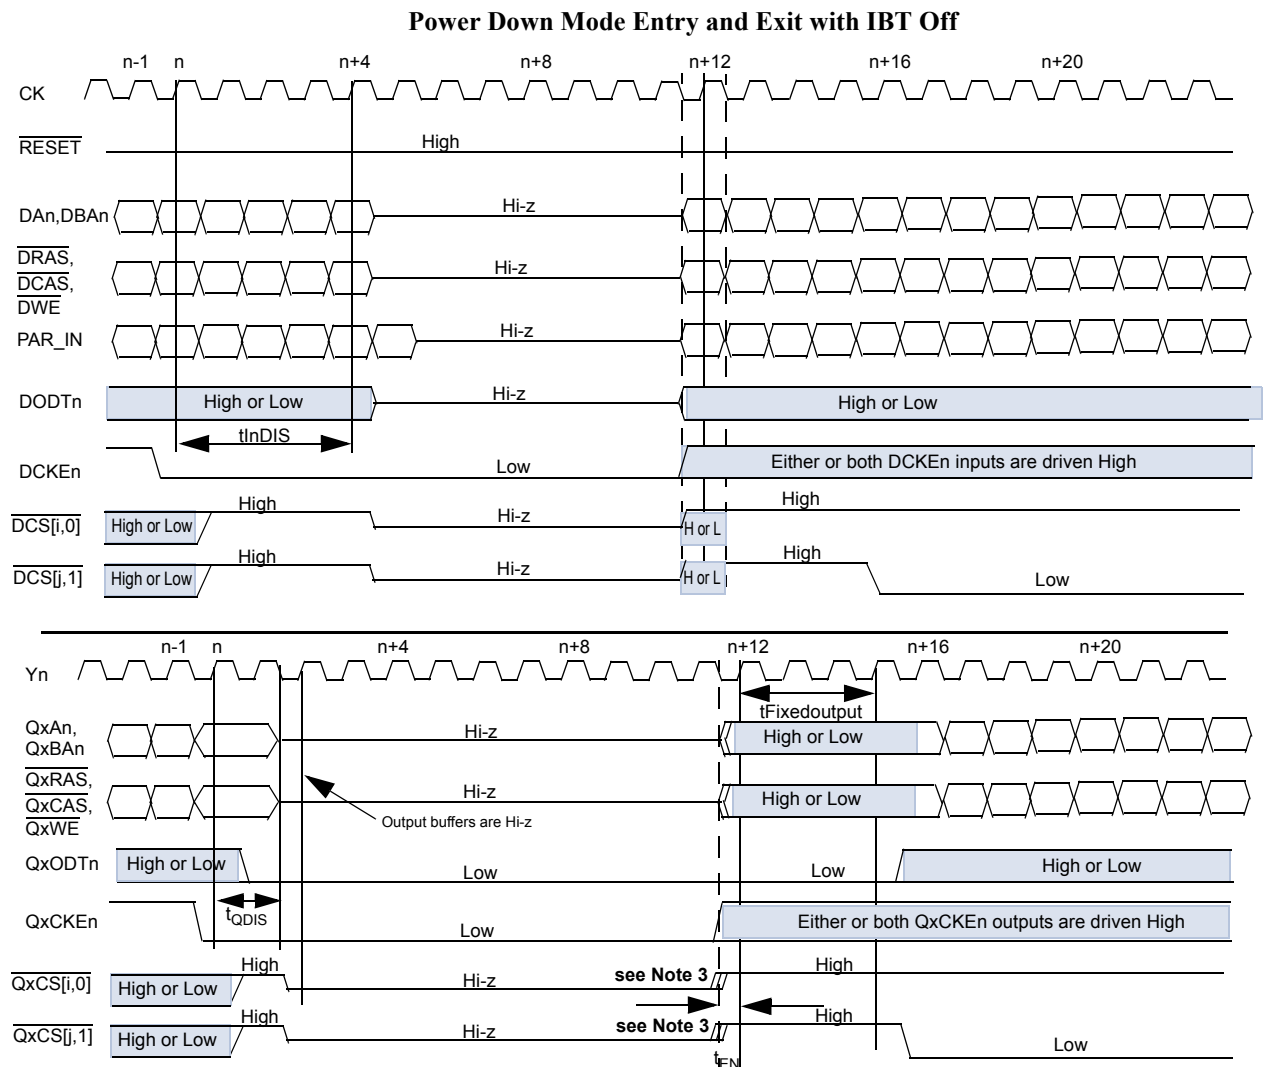 Power Down Mode Entry and Exit with IBT Off
n-1 n n+4 n+8 n+12 n+16 n+20
CK
RESET High
DAn,DBAn Hi-z
DRAS,
DCAS, Hi-z
DWE
PAR_IN Hi-z
DODTn High or Low Hi-z High or Low
tInDIS
DCKEn Low Either or both DCKEn inputs are driven High
DCS[i,0] High or Low High Hi-z H or L High
DCS[j,1] High or Low High Hi-z H or L High Low
n-1 n n+4 n+8 n+12 n+16 n+20
Yn
tFixedoutput
QxAn,
QxBAn Hi-z High or Low
QxRAS,
QxCAS, Hi-z High or Low
QxWE
Output buffers are Hi-z
QxODTn High or Low Low Low High or Low
tQDIS
QxCKEn Low Either or both QxCKEn outputs are driven High
QxCS[i,0] High or Low High Hi-z see Note 3 High
QxCS[j,1] High or Low High Hi-z see Note 3 High Low
tEN